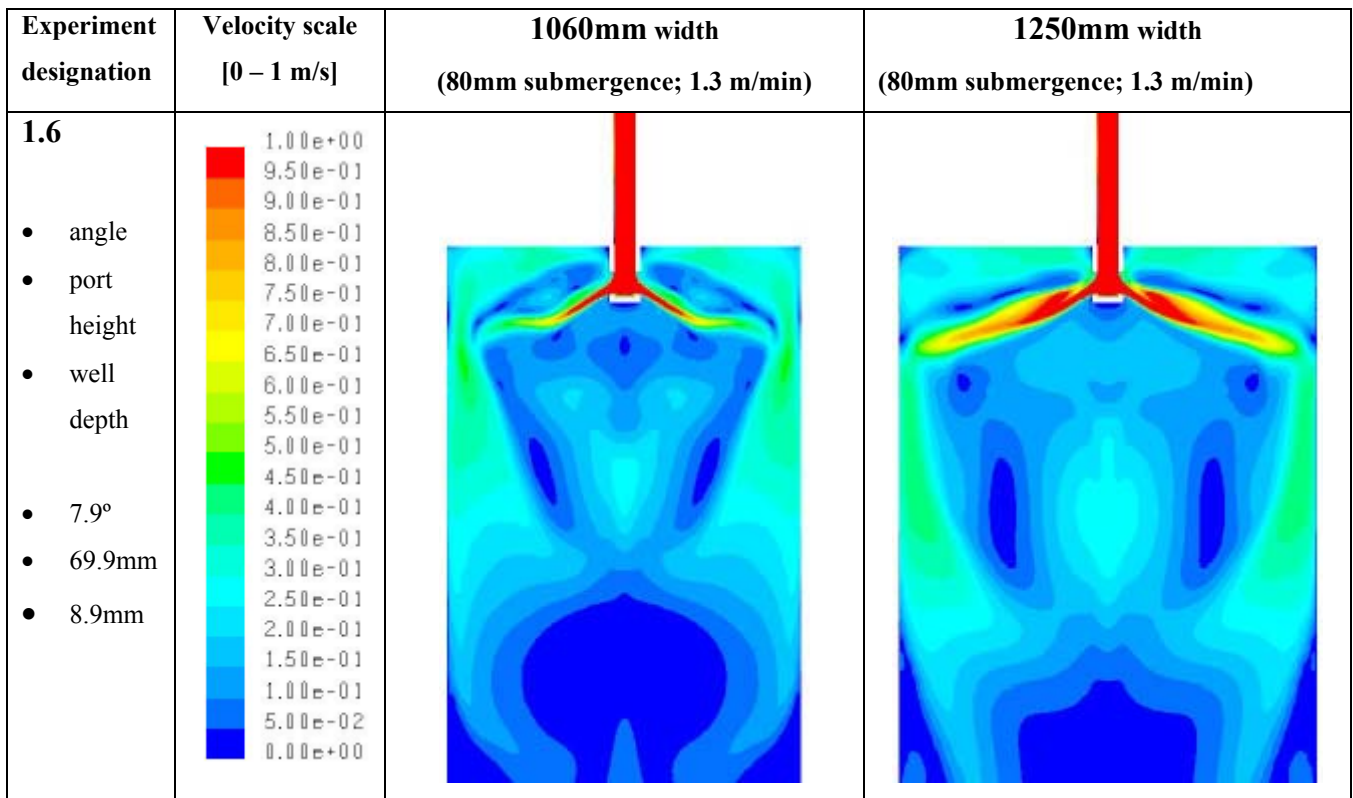 Experiment designation
Velocity scale
[0 – 1 m/s]
1060mm width
(80mm submergence; 1.3 m/min)
1250mm width
(80mm submergence; 1.3 m/min)
1.6
• angle
• port
height
• well
depth
• 7.9º
• 69.9mm
• 8.9mm
1.00e+00
9.50e-01
9.00e-01
8.50e-01
8.00e-01
7.50e-01
7.00e-01
6.50e-01
6.00e-01
5.50e-01
5.00e-01
4.50e-01
4.00e-01
3.50e-01
3.00e-01
2.50e-01
2.00e-01
1.50e-01
1.00e-01
5.00e-02
0.00e+00